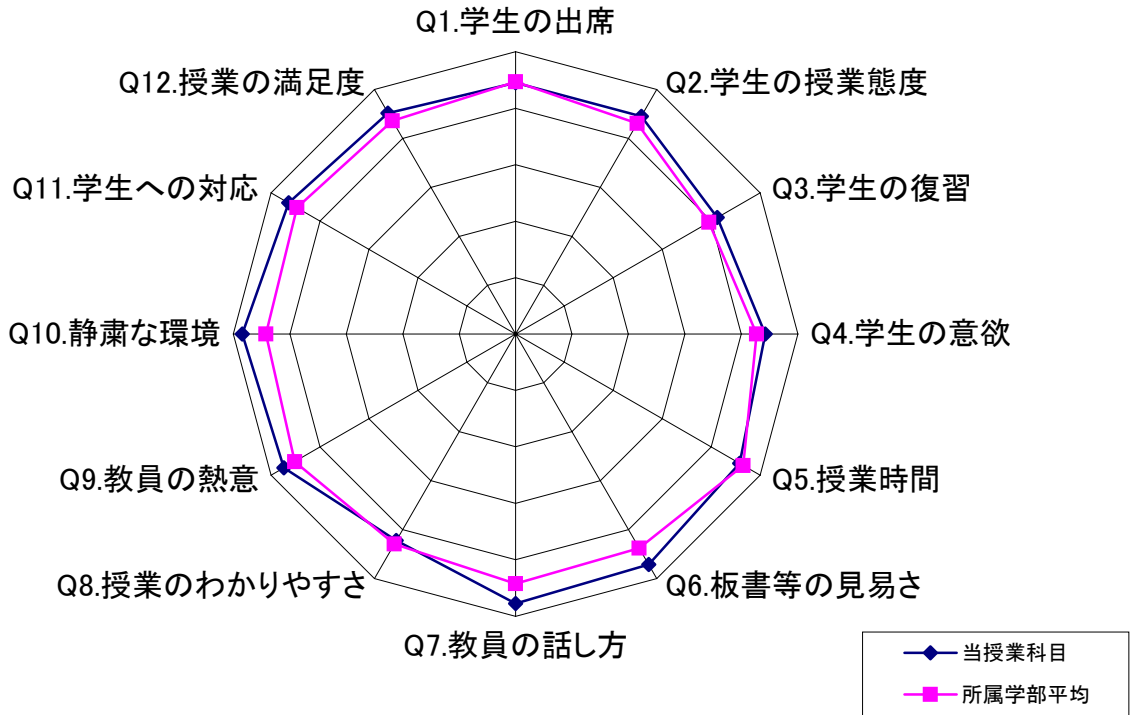 Q1.学生の出席
Q2.学生の授業態度
Q3.学生の復習
Q4.学生の意欲
Q5.授業時間
Q6.板書等の見易さ
Q7.教員の話し方
Q8.授業のわかりやすさ
Q9.教員の熱意
Q10.静粛な環境
Q11.学生への対応
Q12.授業の満足度
当授業科目
所属学部平均